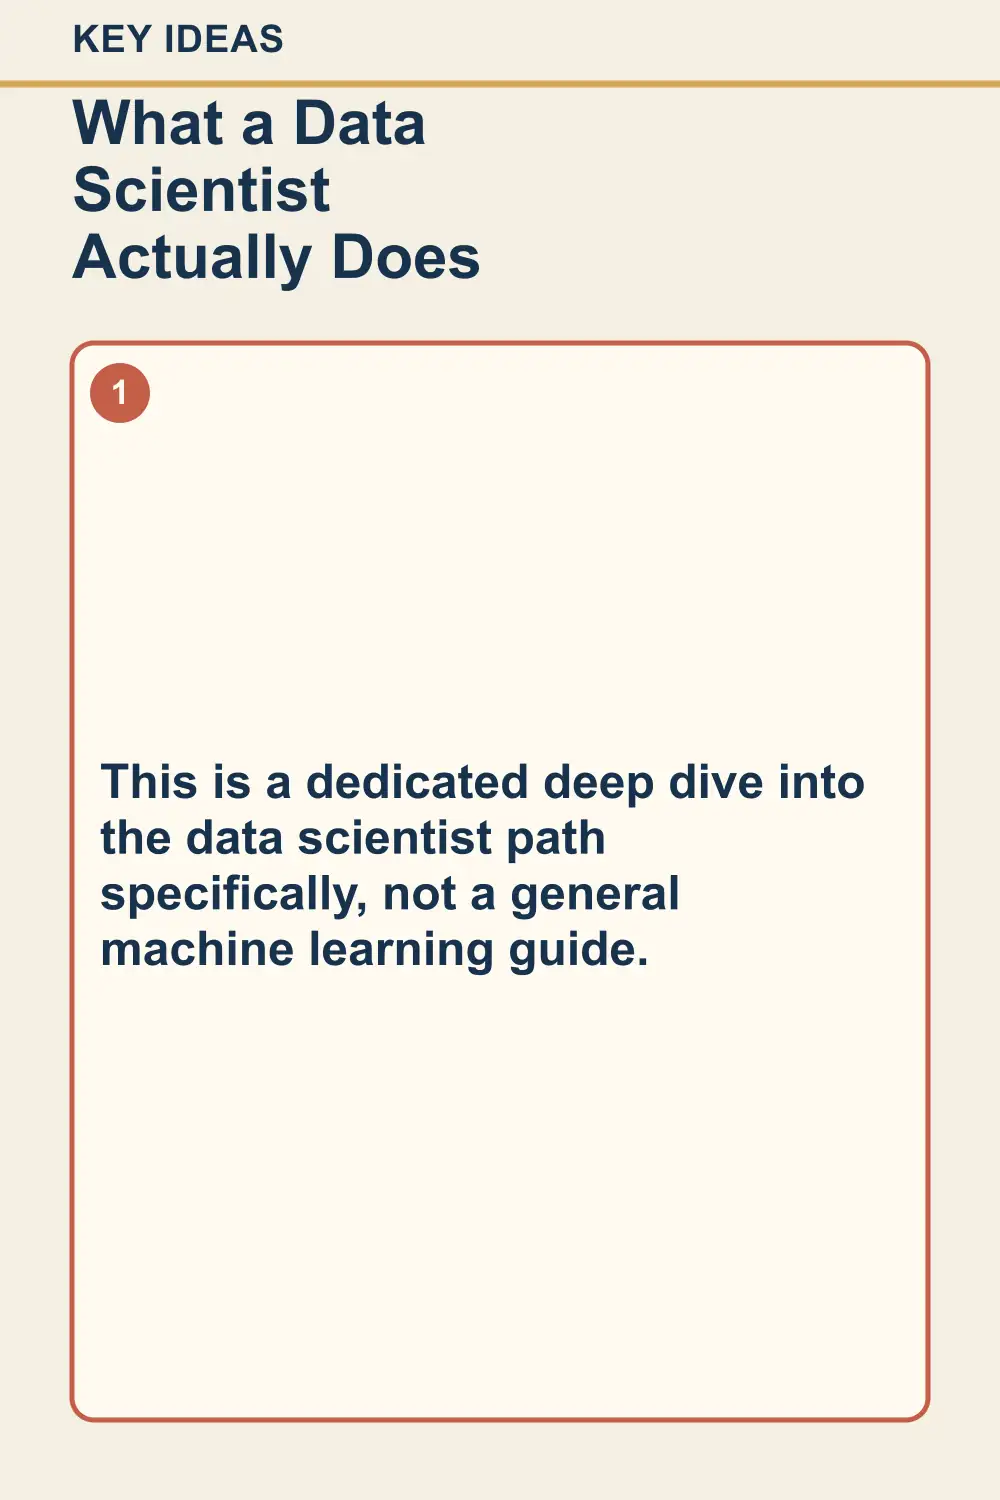 KEY IDEAS
What a Data
Scientist
Actually Does
1
This is a dedicated deep dive into
the data scientist path
specifically, not a general
machine learning guide.